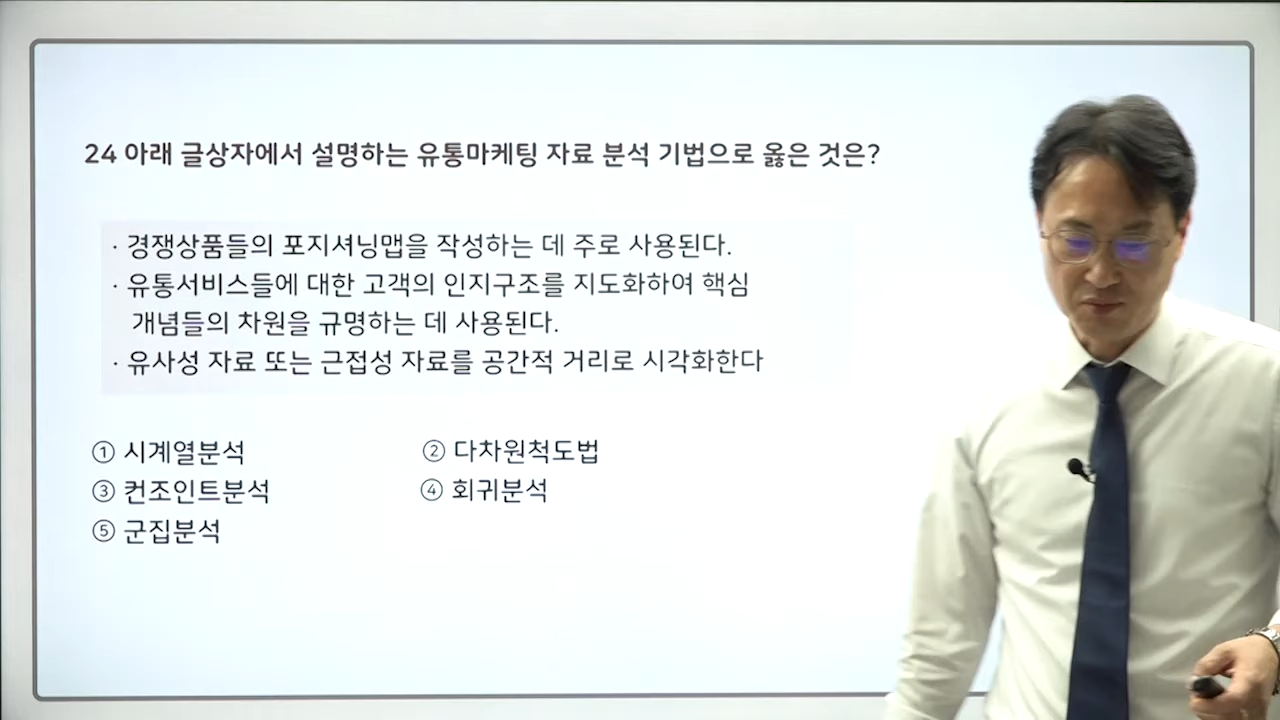 24 아래 글상자에서 설명하는 유통마케팅 자료 분석 기법으로 옳은 것은?
· 경쟁상품들의 포지셔닝맵을 작성하는 데 주로 사용된다.
· 유통서비스들에 대한 고객의 인지구조를 지도화하여 핵심
개념들의 차원을 규명하는 데 사용된다.
· 유사성 자료 또는 근접성 자료를 공간적 거리로 시각화한다
① 시계열분석 ② 다차원척도법
③ 컨조인트분석 ④ 회귀분석
⑤ 군집분석